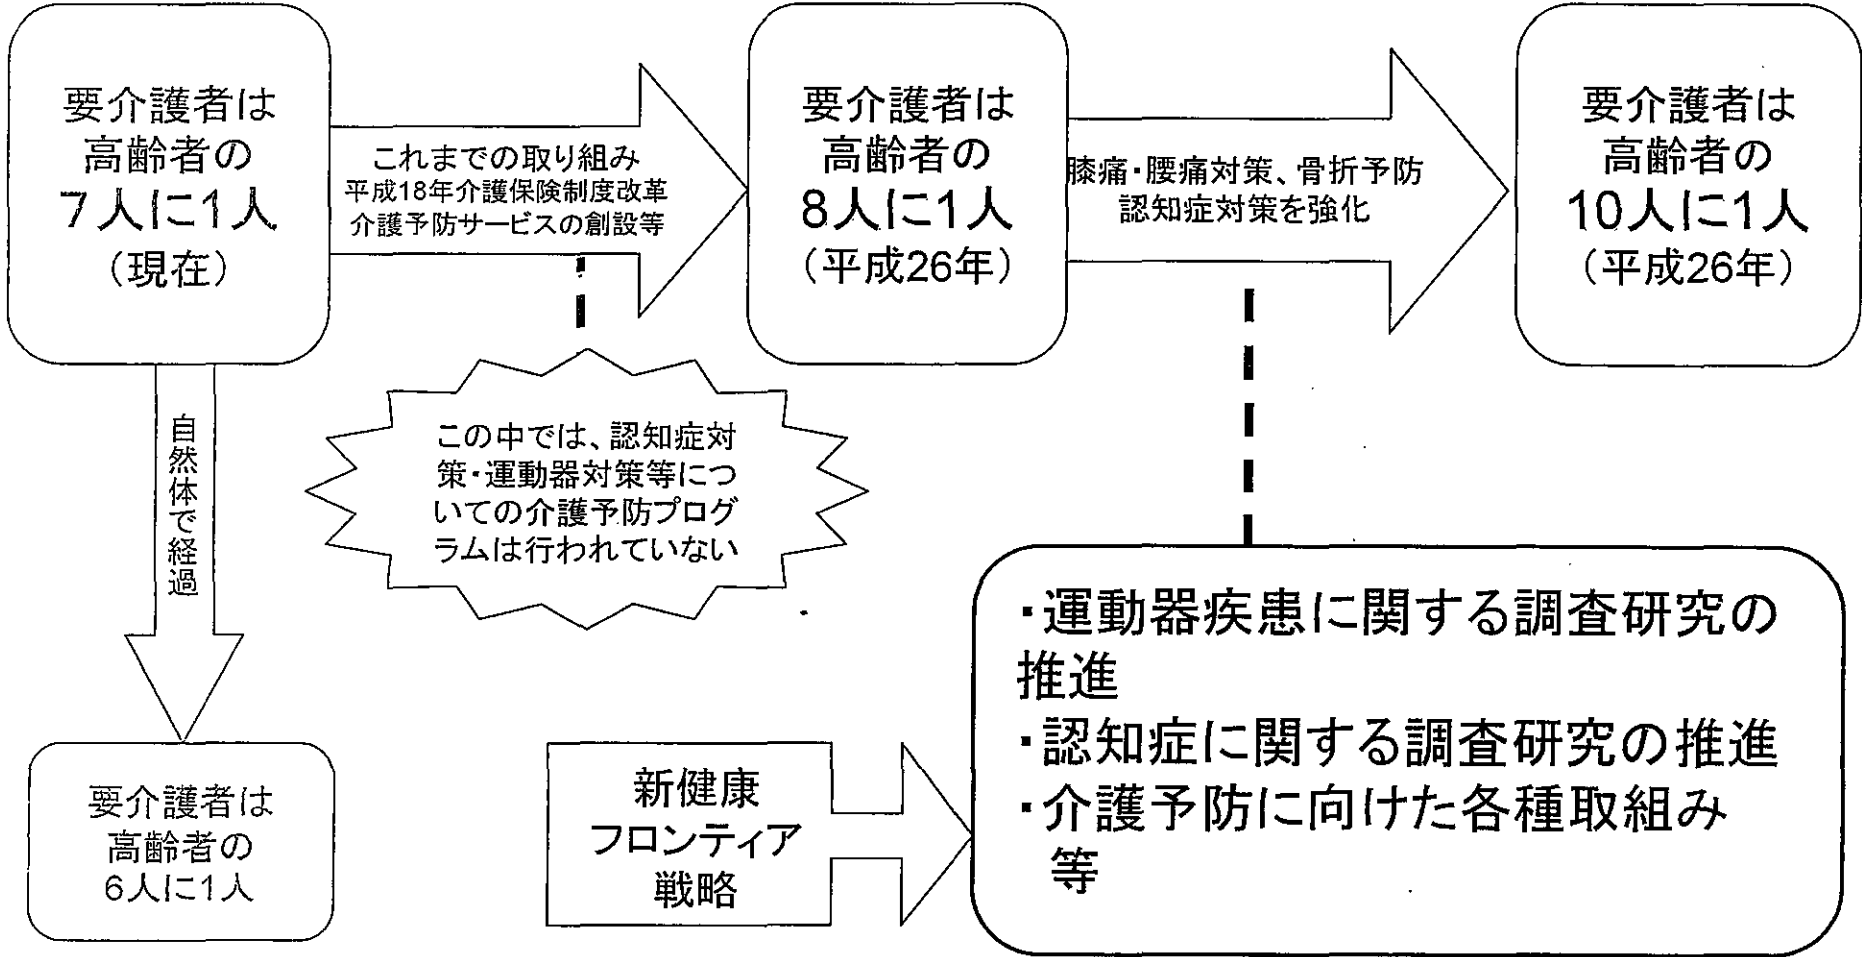 要介護者は
高齢者の
7人に1人
（現在）
これまでの取り組み
平成18年介護保険制度改革
介護予防サービスの創設等
要介護者は
高齢者の
8人に1人
（平成26年）
膝痛・腰痛対策、骨折予防
認知症対策を強化
要介護者は
高齢者の
10人に1人
（平成26年）
自然体で経過
この中では、認知症対
策・運動器対策等につ
いての介護予防プログ
ラムは行われていない
要介護者は
高齢者の
6人に1人
新健康
フロンティア
戦略
・運動器疾患に関する調査研究の
推進
・認知症に関する調査研究の推進
・介護予防に向けた各種取組み
等